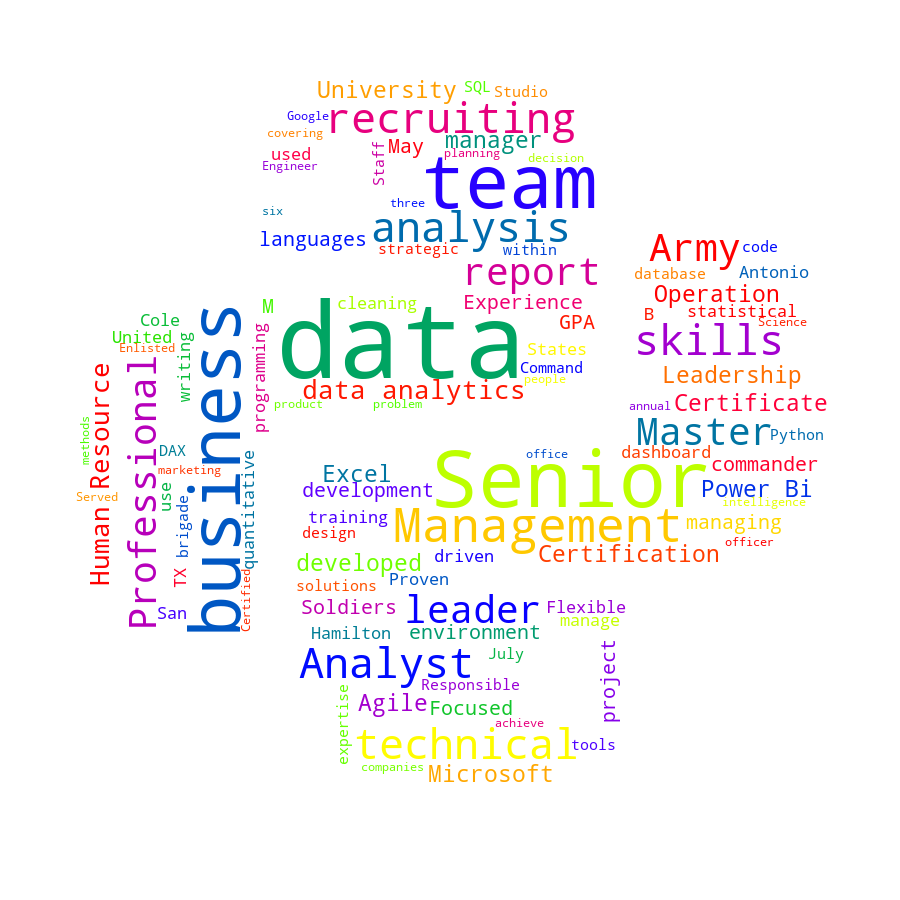 University
SQL
Studio
Google
recruiting
covering
manager
used
May
Staff
planning
decision
Engineer
team
three
six
analysis
languages
strategic
within
Army
code
report
database
Antonio
Operation
M
cleaning
Experience
GPA
B
statistical
Science
Cole
United
Enlisted
writing
business
programming
data
States
skills
Command
people
data analytics
Leadership
product
problem
annual
Certificate
Human Resource
Professional
methods
DAX
marketing
Master
Python
office
dashboard
commander
Served
use
brigade
quantitative
Excel
development
Senior
Power Bi
intelligence
training
design
Management
managing
officer
TX
Certified
developed
driven
Certification
solutions
Proven
San
Soldiers
leader
Flexible
manage
Hamilton
environment
Analyst
July
project
Responsible
expertise
Agile
Focused
achieve
technical
tools
companies
Microsoft